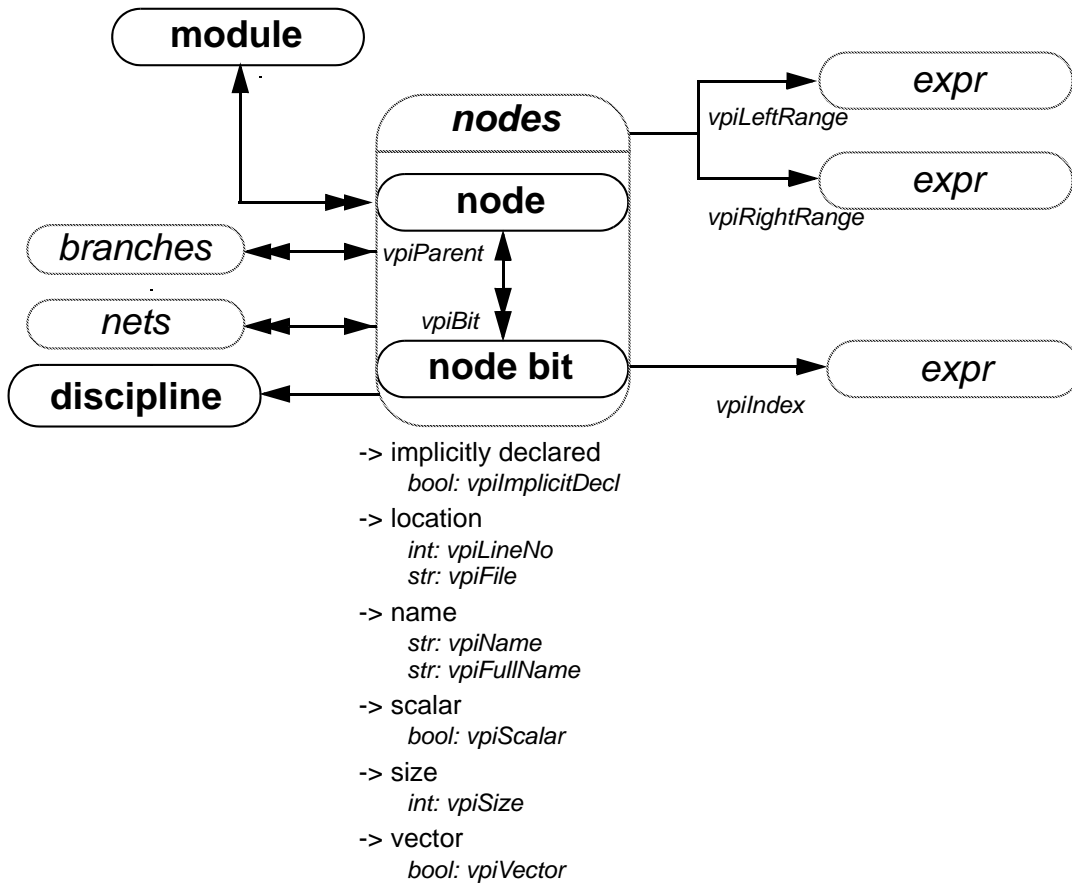 module
nodes
expr
vpiLeftRange
expr
vpiRightRange
node
branches
vpiParent
nets
vpiBit
node bit
expr
discipline
vpiIndex
-> implicitly declared
bool: vpiImplicitDecl
-> location
int: vpiLineNo
str: vpiFile
-> name
str: vpiName
str: vpiFullName
-> scalar
bool: vpiScalar
-> size
int: vpiSize
-> vector
bool: vpiVector